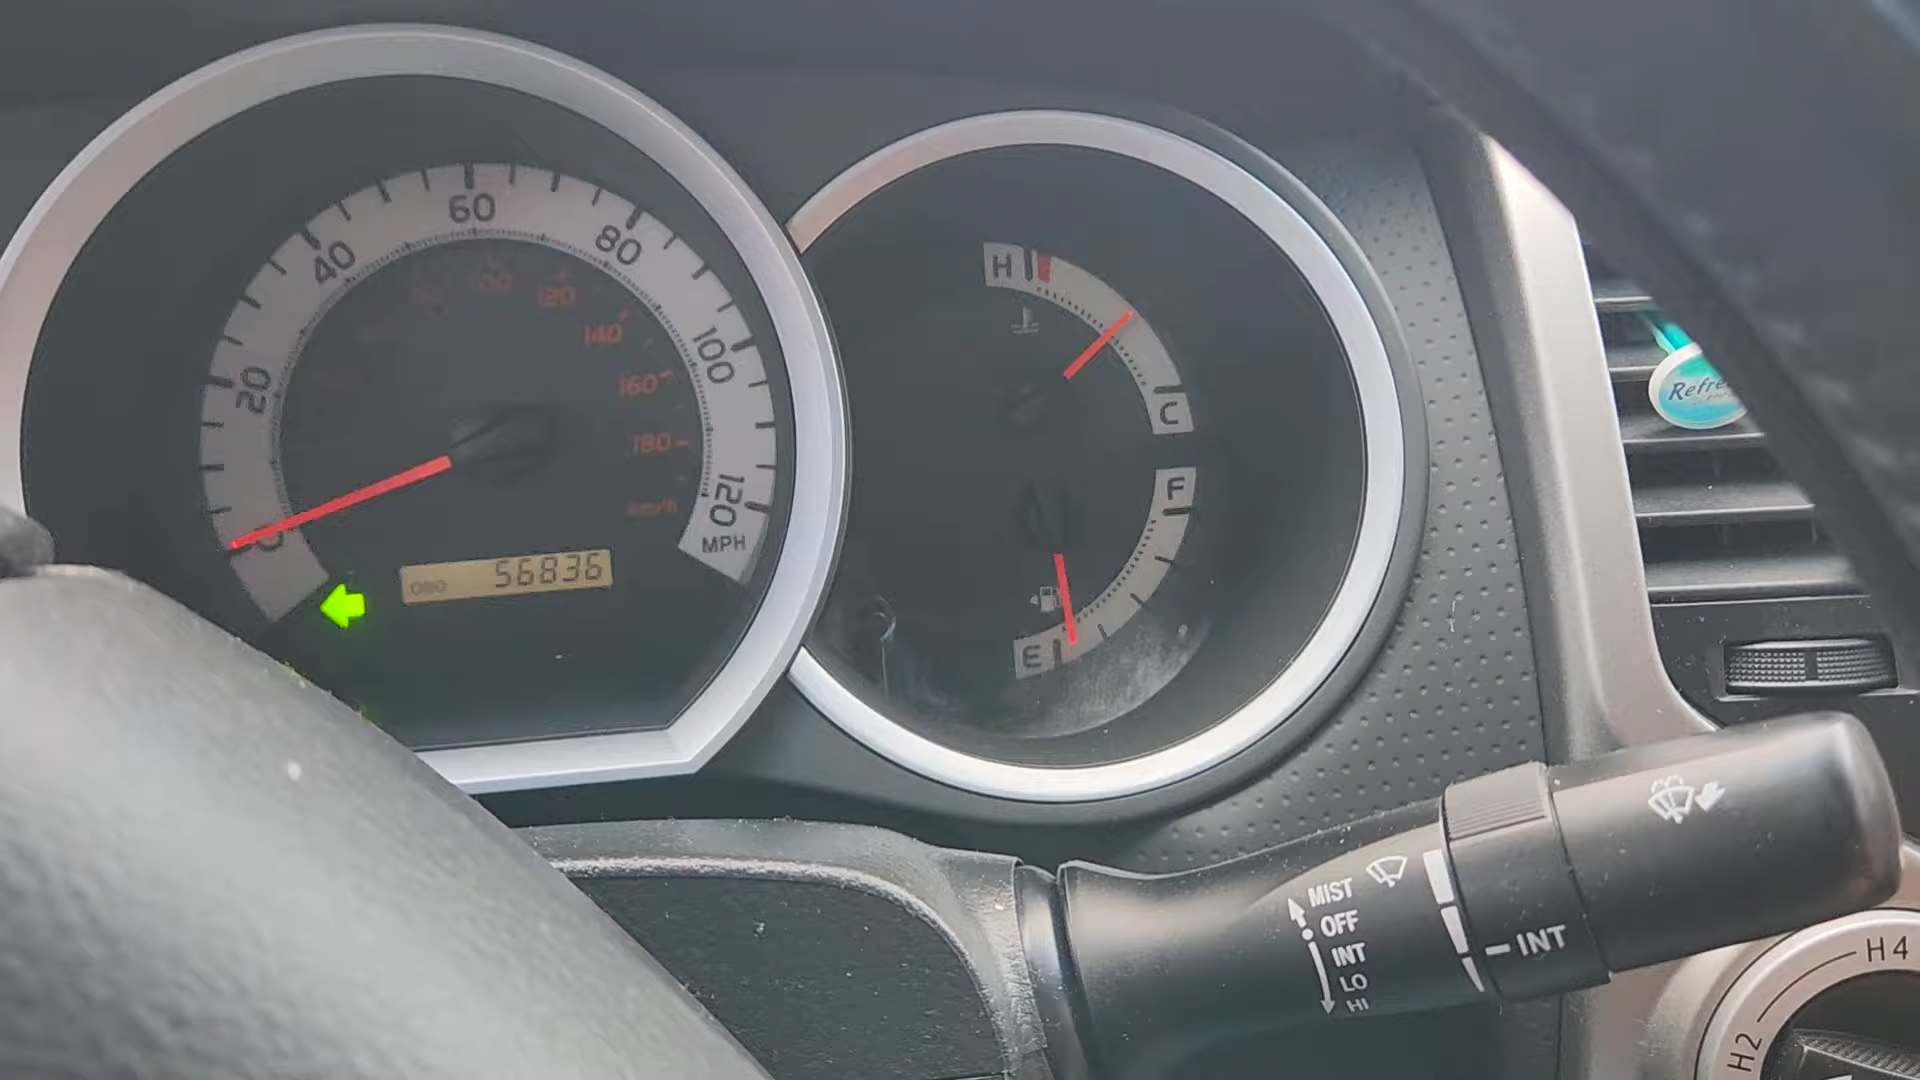 20
40
60
80
100
120
MPH
120
140
160
180
km/h
ODO 56836
H
C
F
E
Refre
MIST
OFF
INT
LO
HI
INT
H4
H2